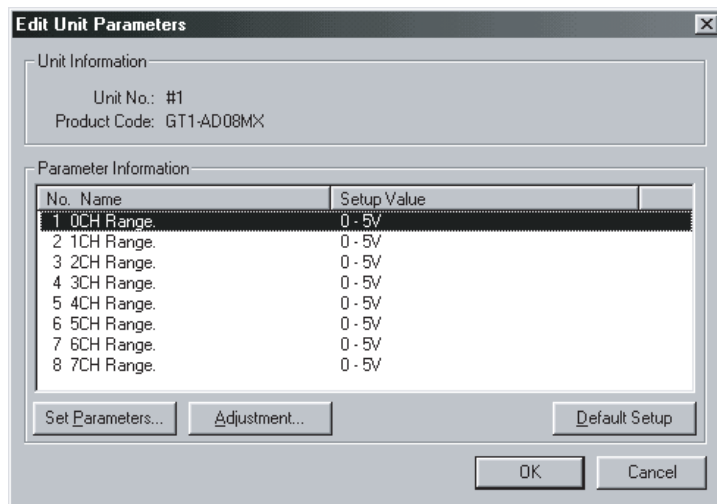 Edit Unit Parameters
Unit Information
Unit No.: #1
Product Code: GT1-AD08MX
Parameter Information
No. Name Setup Value
1 0CH Range. 0 - 5V
2 1CH Range. 0 - 5V
3 2CH Range. 0 - 5V
4 3CH Range. 0 - 5V
5 4CH Range. 0 - 5V
6 5CH Range. 0 - 5V
7 6CH Range. 0 - 5V
8 7CH Range. 0 - 5V
Set Parameters... Adjustment... Default Setup
OK Cancel